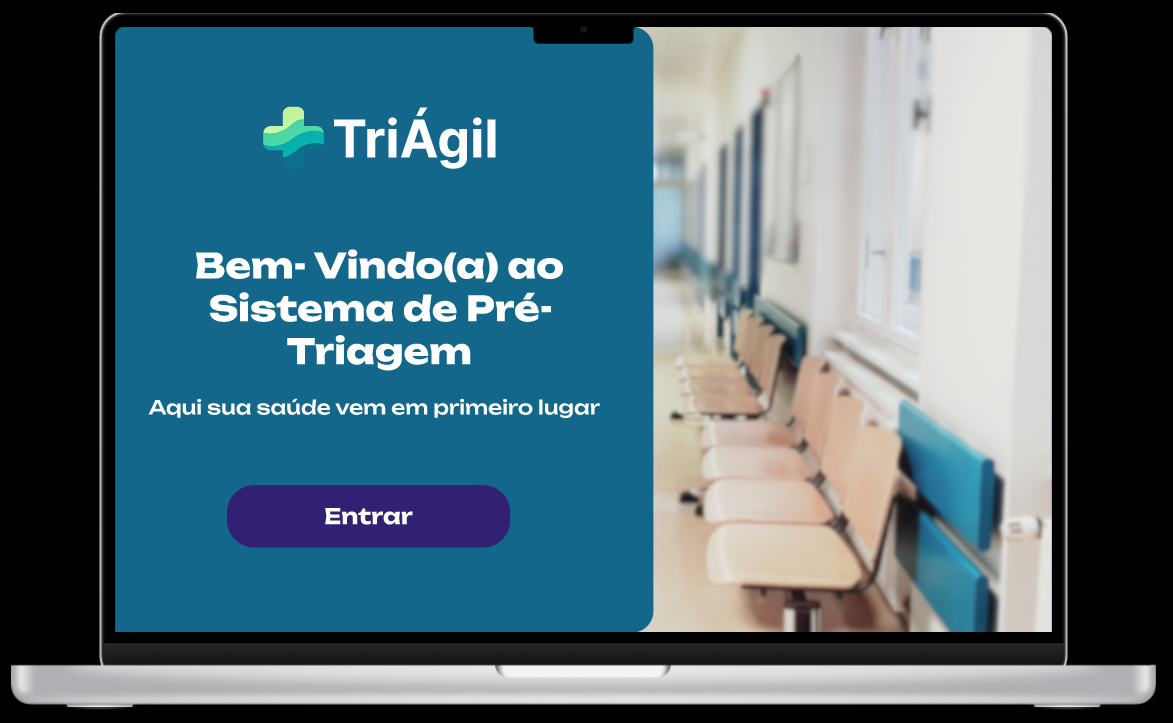 TriÁgil
Bem- Vindo(a) ao
Sistema de Pré-
Triagem
Aqui sua saúde vem em primeiro lugar
Entrar